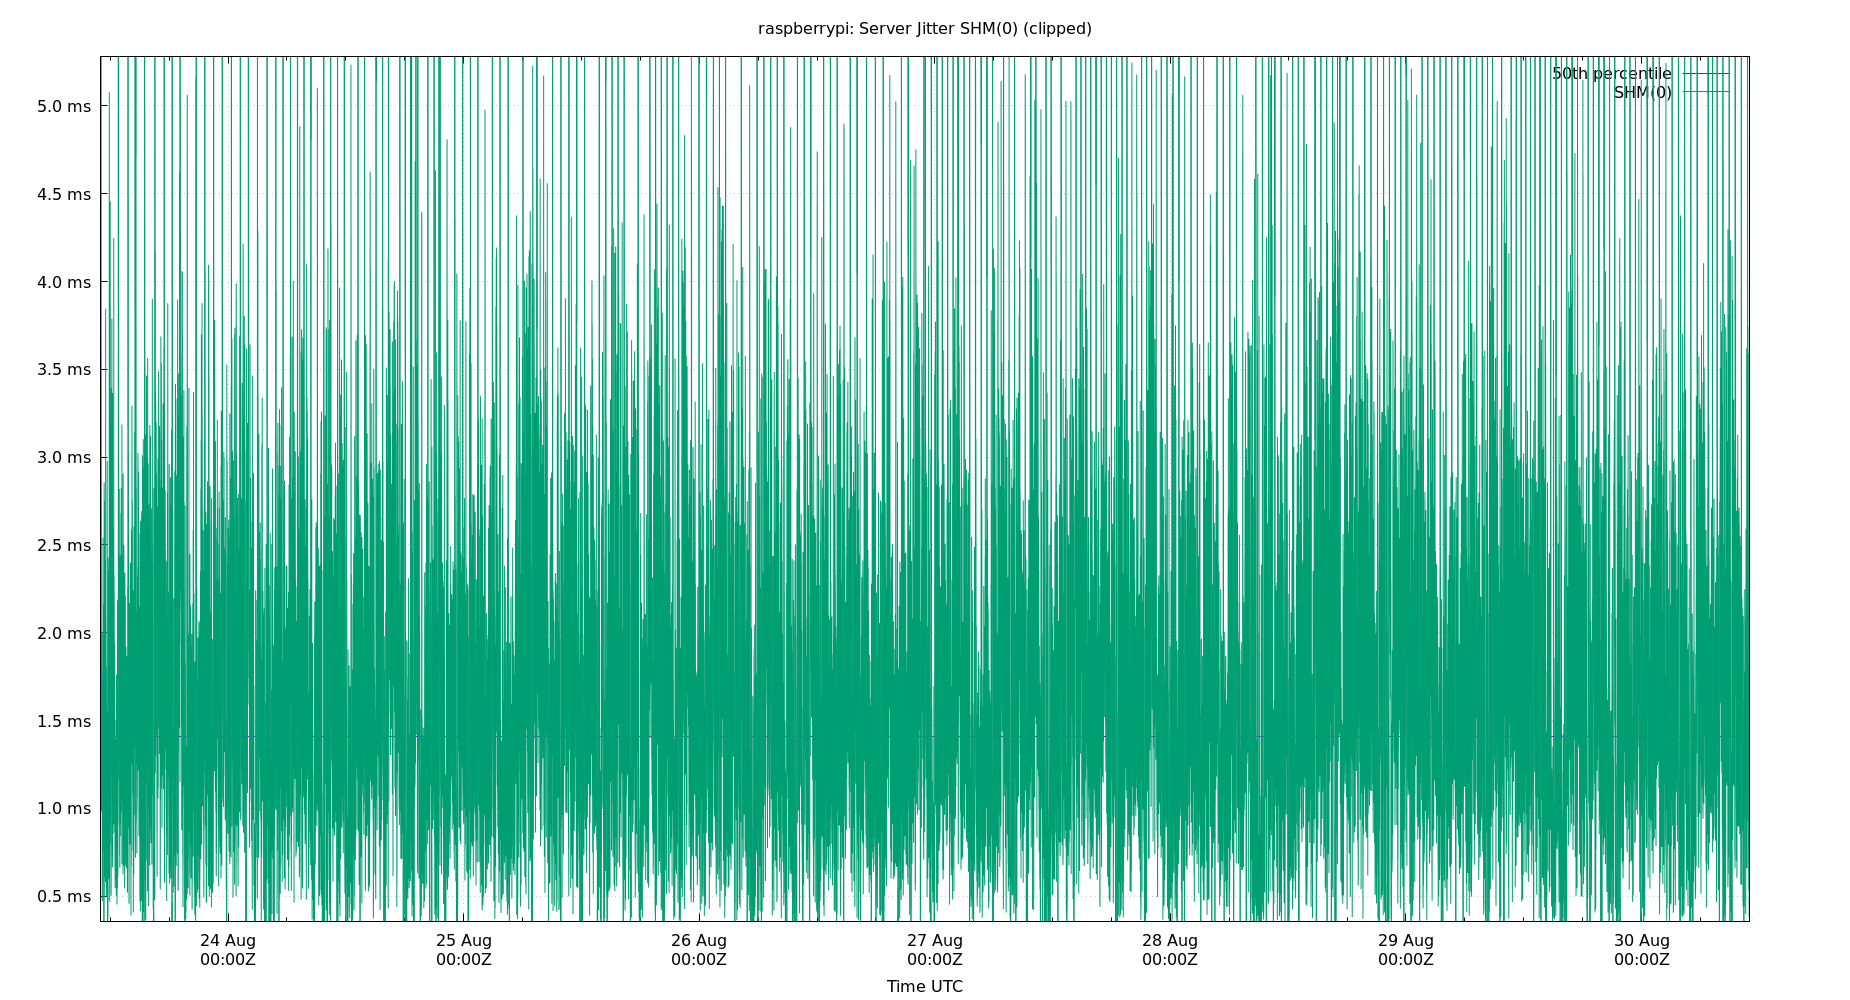 raspberrypi: Server Jitter SHM(0) (clipped)
50th percentile
SHM(0)
5.0 ms
4.5 ms
4.0 ms
3.5 ms
3.0 ms
2.5 ms
2.0 ms
1.5 ms
1.0 ms
0.5 ms
24 Aug 25 Aug 26 Aug 27 Aug 28 Aug 29 Aug 30 Aug
00:00Z 00:00Z 00:00Z 00:00Z 00:00Z 00:00Z 00:00Z
Time UTC